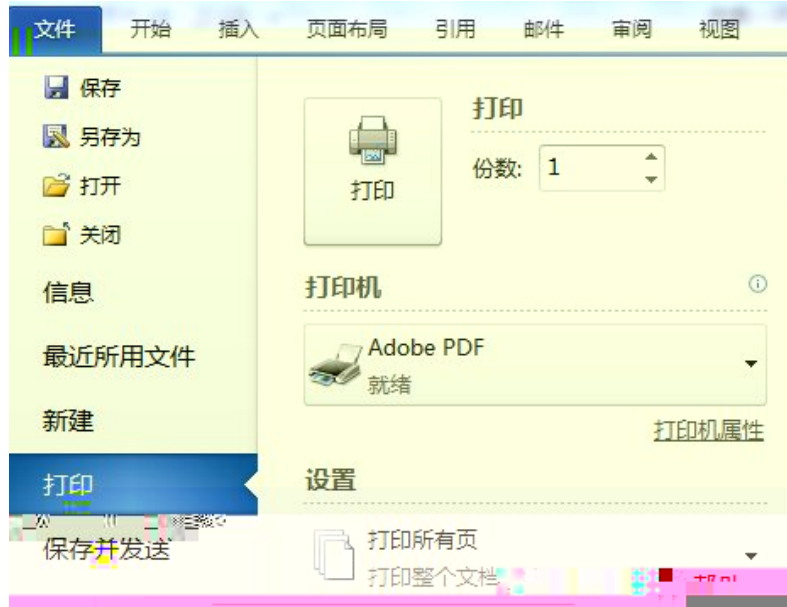 文件 开始 插入 页面布局 引用 邮件 审阅 视图
保存
另存为
打开
关闭
信息
最近所用文件
新建
打印
保存并发送
打印
打印
份数: 1
打印机
Adobe PDF
就绪
打印机属性
设置
打印所有页
打印整个文档